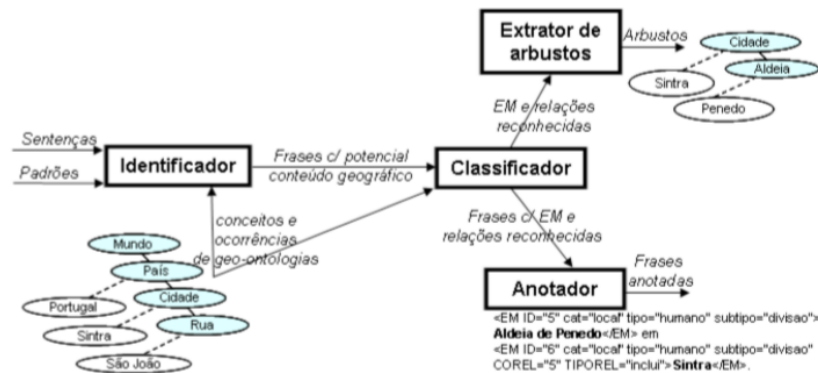 Extrator de
arbustos
Arbustos
Cidade
Aldeia
Sintra
Penedo
EM e relações
reconhecidas
Sentenças
Padrões
Identificador
Frases c/ potencial
conteúdo geográfico
Classificador
conceitos e
ocorrências
de geo-ontologias
Frases c/ EM e
relações reconhecidas
Mundo
País
Cidade
Rua
Portugal
Sintra
São João
Anotador
Frases
anotadas
<EM ID="5" cat="local" tipo="humano" subtipo="divisao">
Aldeia de Penedo</EM> em
<EM ID="6" cat="local" tipo="humano" subtipo="divisao"
COREL="5" TIPOREL="inclui">Sintra</EM>.